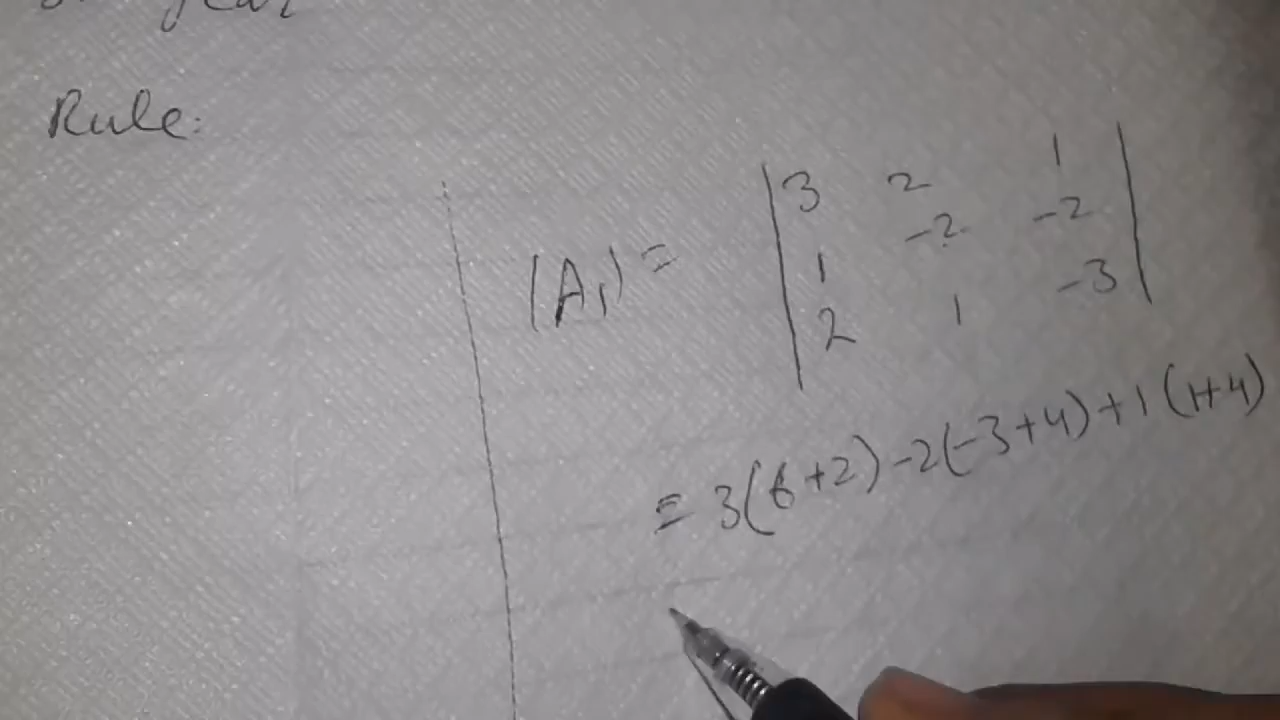 Rule:
|A₁| = | 3 2 1 |
| 1 -2 -2 |
| 2 1 -3 |
= 3(6+2)-2(-3+4)+1(1+4)